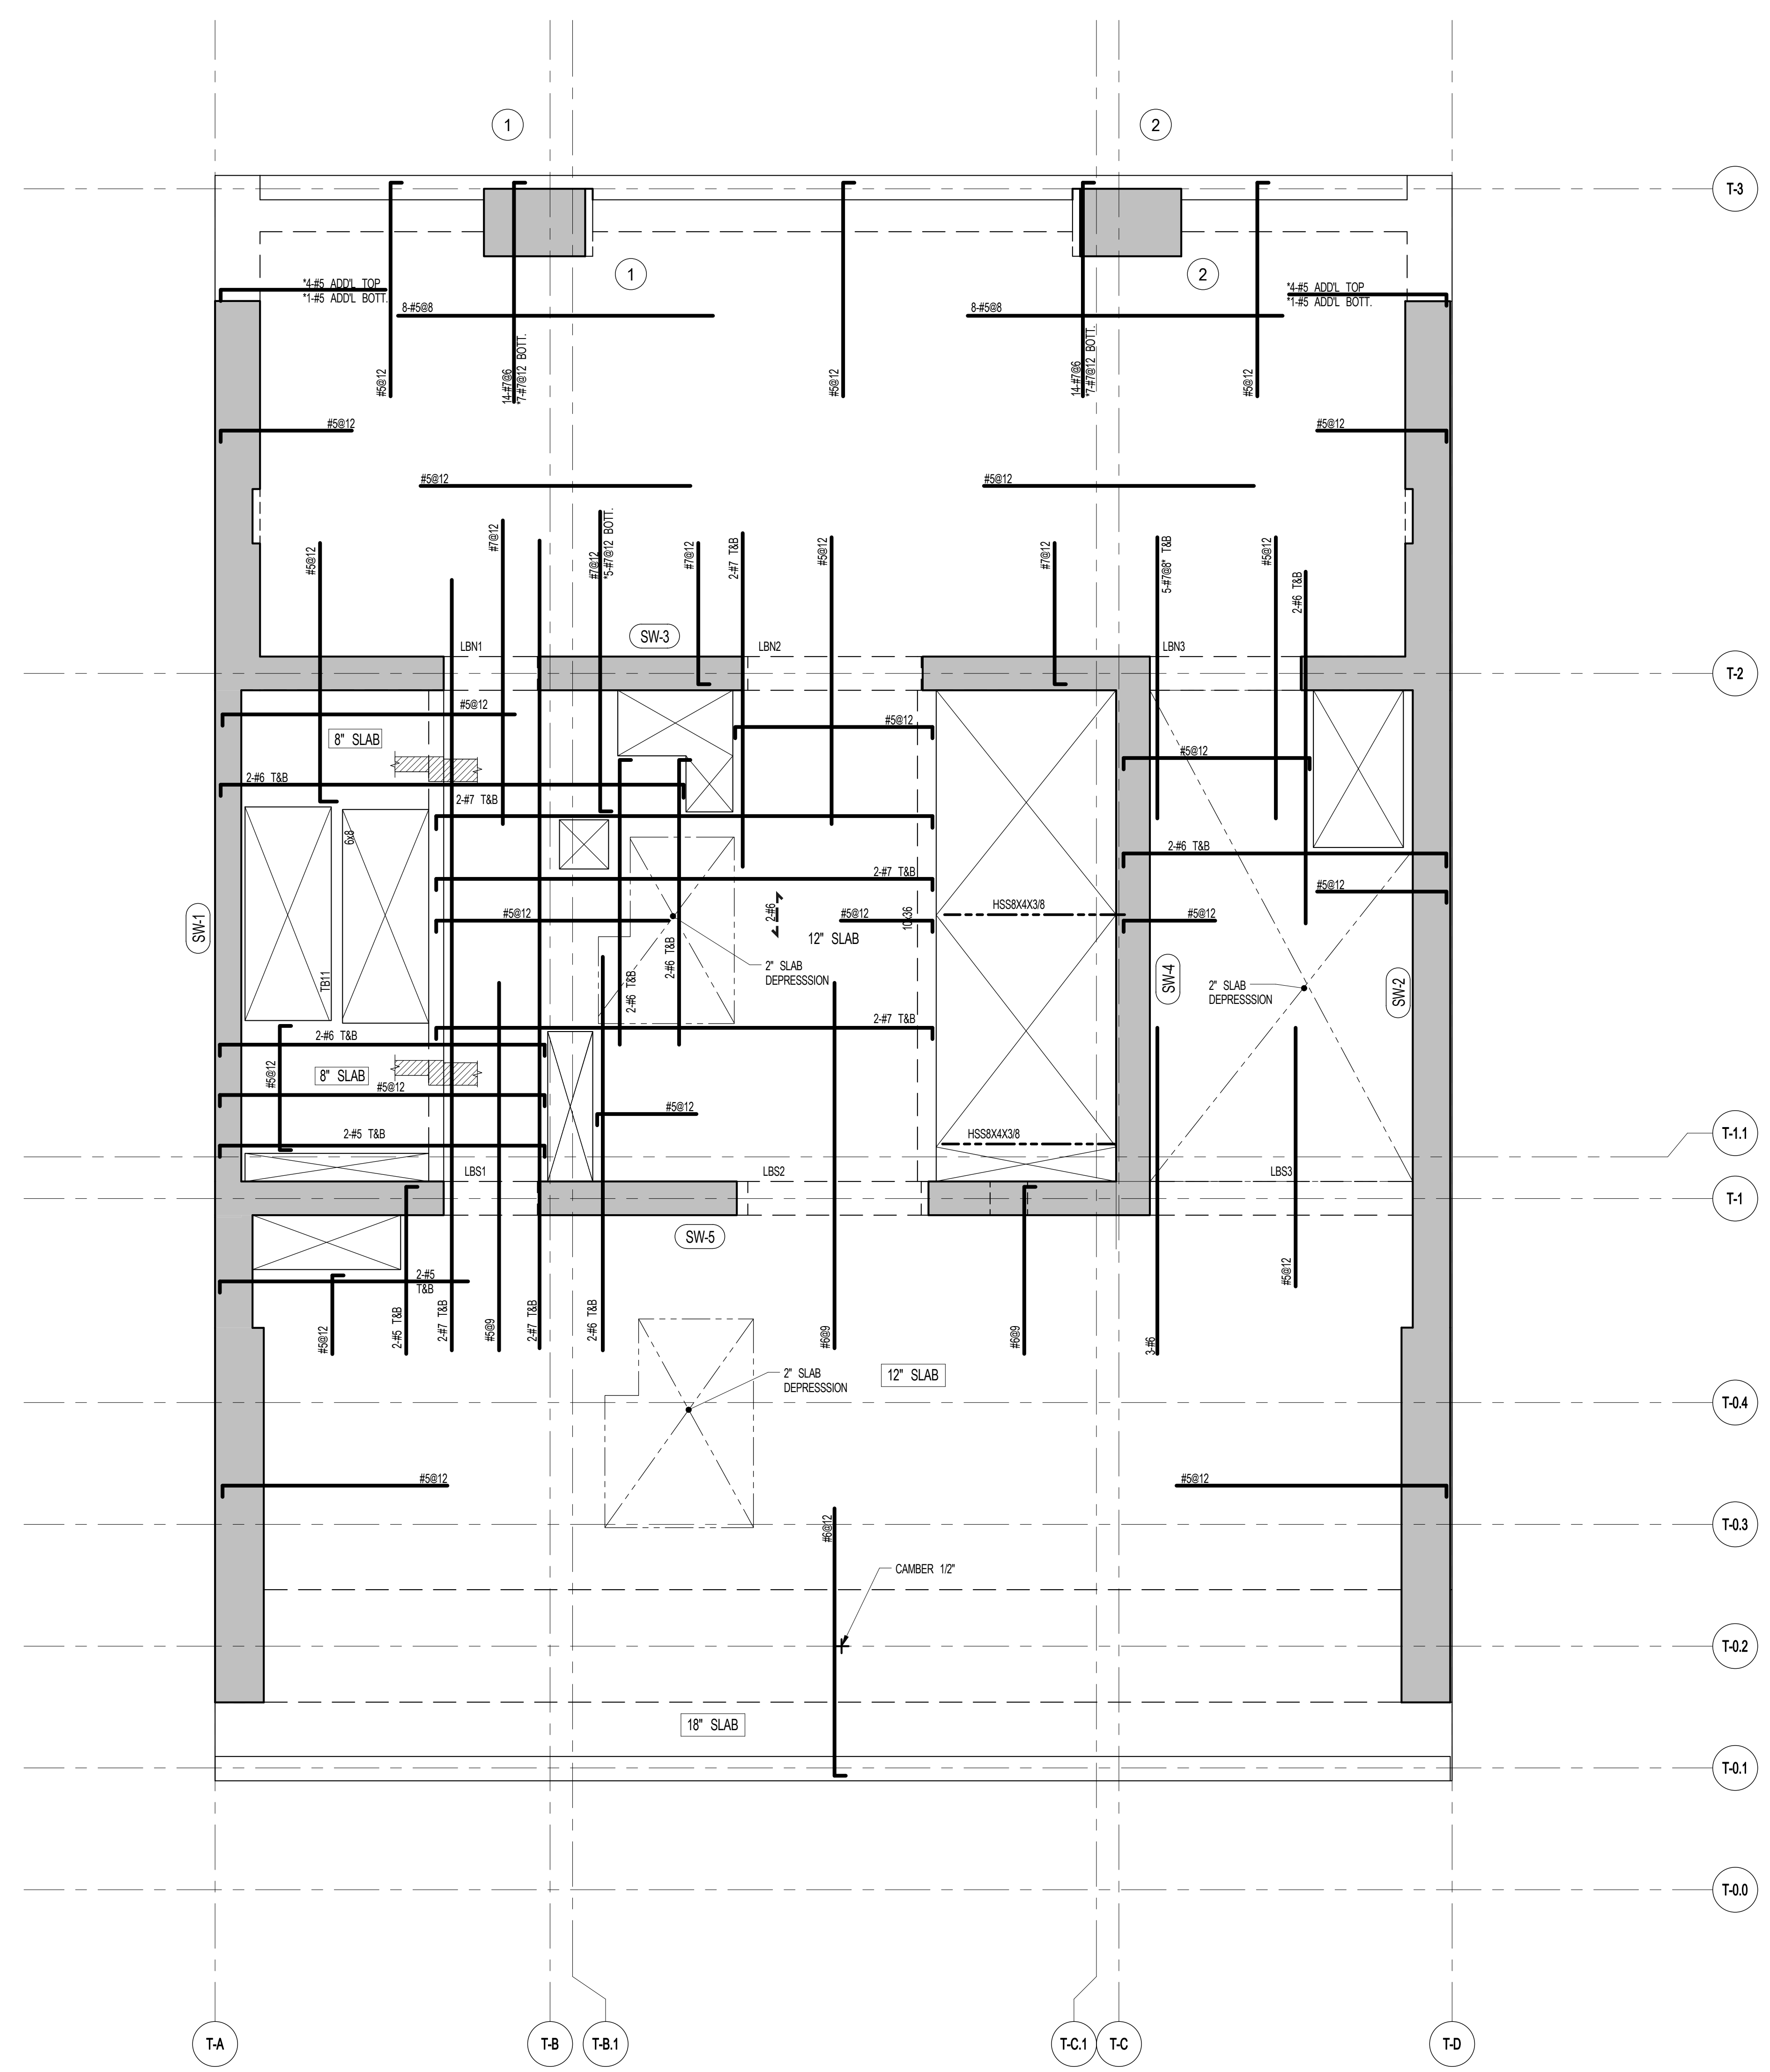 1
2
T-3
1
2
*4-#5 ADD'L TOP
*1-#5 ADD'L BOTT.
*4-#5 ADD'L TOP
*1-#5 ADD'L BOTT.
8-#5@8
8-#5@8
#5@12
14-#7@6
*7-#7@12 BOTT.
#5@12
14-#7@6
*7-#7@12 BOTT.
#5@12
#5@12
#5@12
#5@12
#5@12
#5@12
#7@12
#7@12
*5-#7@12 BOTT.
#7@12
2-#7 T&B
#5@12
#7@12
5-#7@8" T&B
#5@12
2-#6 T&B
SW-3
LBN1
LBN2
LBN3
T-2
#5@12
#5@12
8" SLAB
#5@12
2-#6 T&B
2-#7 T&B
6x8
2-#6 T&B
2-#7 T&B
#5@12
#5@12
2-#6
#5@12
10x36
HSS8X4X3/8
#5@12
SW-1
12" SLAB
2-#6 T&B
2" SLAB
DEPRESSSION
2-#6 T&B
TB11
SW-4
2" SLAB
DEPRESSSION
SW-2
2-#7 T&B
2-#6 T&B
#5@12
8" SLAB
#5@12
#5@12
2-#5 T&B
HSS8X4X3/8
T-1.1
LBS1
LBS2
LBS3
T-1
SW-5
2-#5
T&B
#5@12
2-#5 T&B
2-#7 T&B
#5@9
2-#7 T&B
2-#6 T&B
#6@9
#6@9
3-#6
#5@12
2" SLAB
DEPRESSSION
12" SLAB
T-0.4
#5@12
#5@12
#6@12
T-0.3
CAMBER 1/2"
T-0.2
18" SLAB
T-0.1
T-0.0
T-A
T-B
T-B.1
T-C.1
T-C
T-D